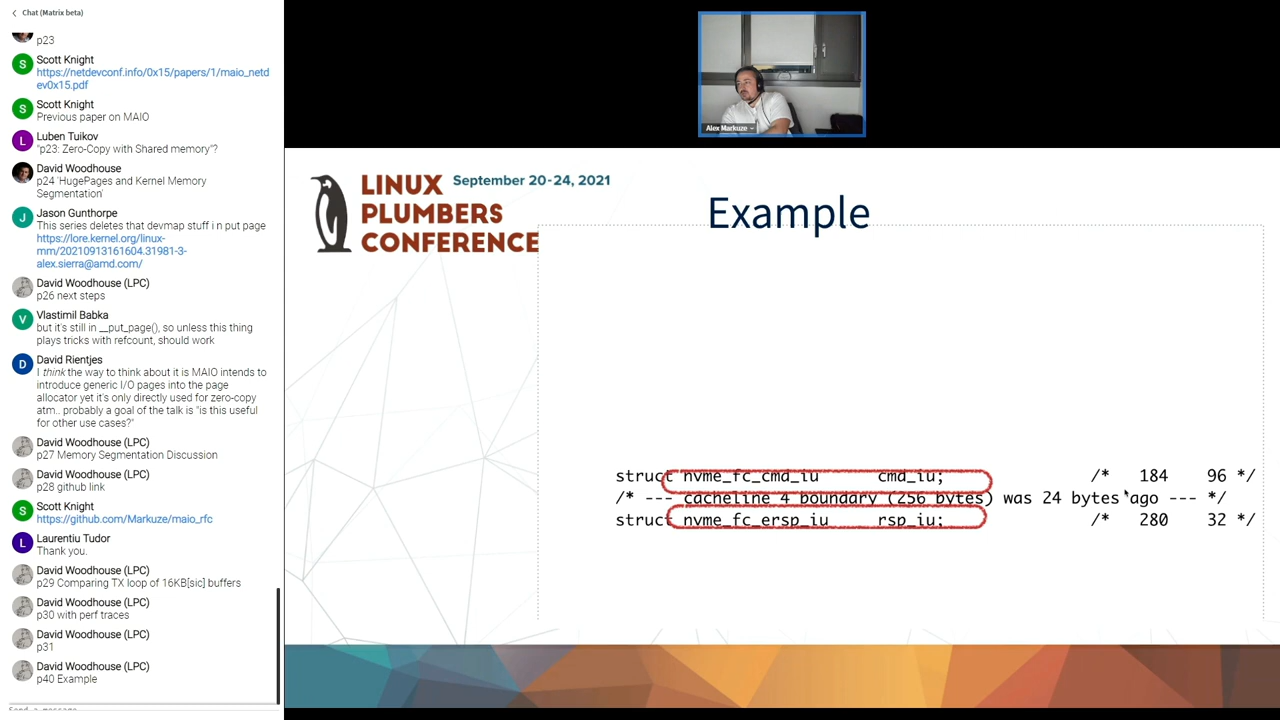 Chat (Matrix beta)
p23
Scott Knight
https://netdevconf.info/0x15/papers/1/maio_netd
ev0x15.pdf
Scott Knight
Previous paper on MAIO
Luben Tuikov
"p23: Zero-Copy with Shared memory"?
David Woodhouse
p24 'HugePages and Kernel Memory
Segmentation'
Jason Gunthorpe
This series deletes that devmap stuff i n put page
https://lore.kernel.org/linux-
mm/20210913161604.31981-3-
alex.sierra@amd.com/
David Woodhouse (LPC)
p26 next steps
Vlastimil Babka
but it's still in __put_page(), so unless this thing
plays tricks with refcount, should work
David Rientjes
I think the way to think about it is MAIO intends to
introduce generic I/O pages into the page
allocator yet it's only directly used for zero-copy
atm.. probably a goal of the talk is "is this useful
for other use cases?"
David Woodhouse (LPC)
p27 Memory Segmentation Discussion
David Woodhouse (LPC)
p28 github link
Scott Knight
https://github.com/Markuze/maio_rfc
Laurentiu Tudor
Thank you.
David Woodhouse (LPC)
p29 Comparing TX loop of 16KB[sic] buffers
David Woodhouse (LPC)
p30 with perf traces
David Woodhouse (LPC)
p31
David Woodhouse (LPC)
p40 Example
Send a message
Alex Markuze
LINUX
PLUMBERS
CONFERENCE
September 20-24, 2021
Example
struct nvme_fc_cmd_iu cmd_iu; /* 184 96 */
/* --- cacheline 4 boundary (256 bytes) was 24 bytes ago --- */
struct nvme_fc_ersp_iu rsp_iu; /* 280 32 */